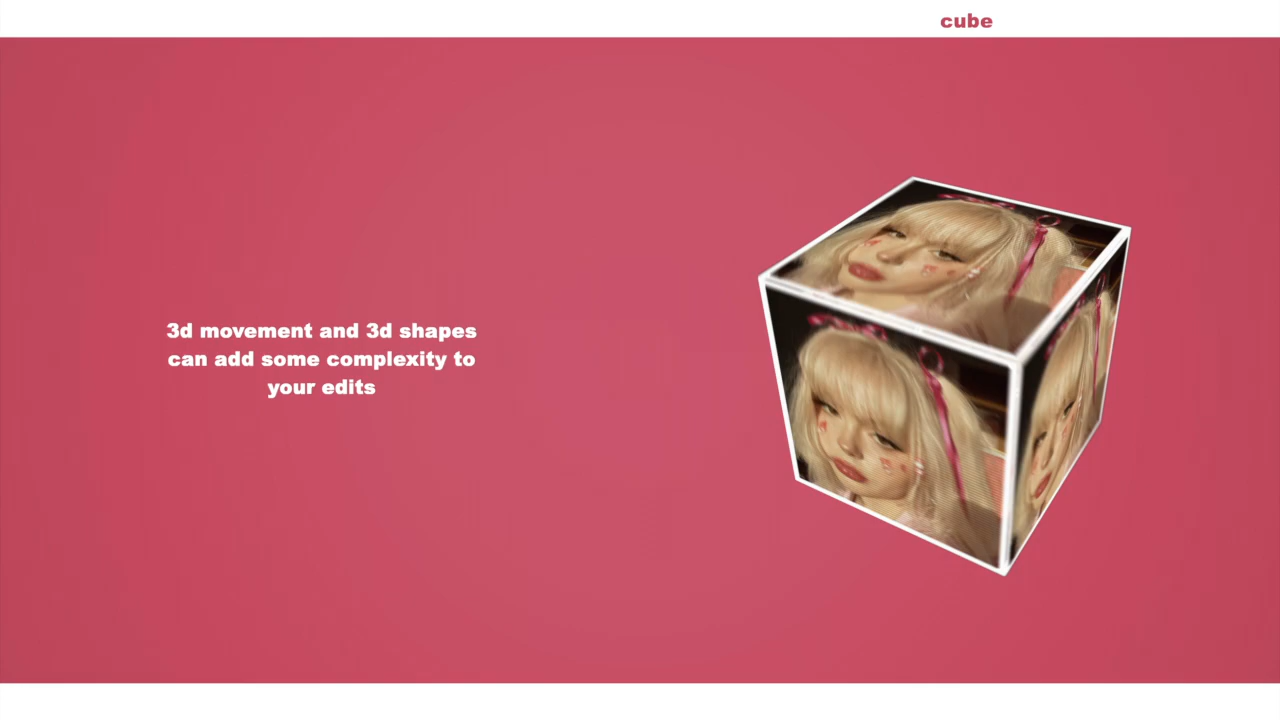 cube
3d movement and 3d shapes
can add some complexity to
your edits